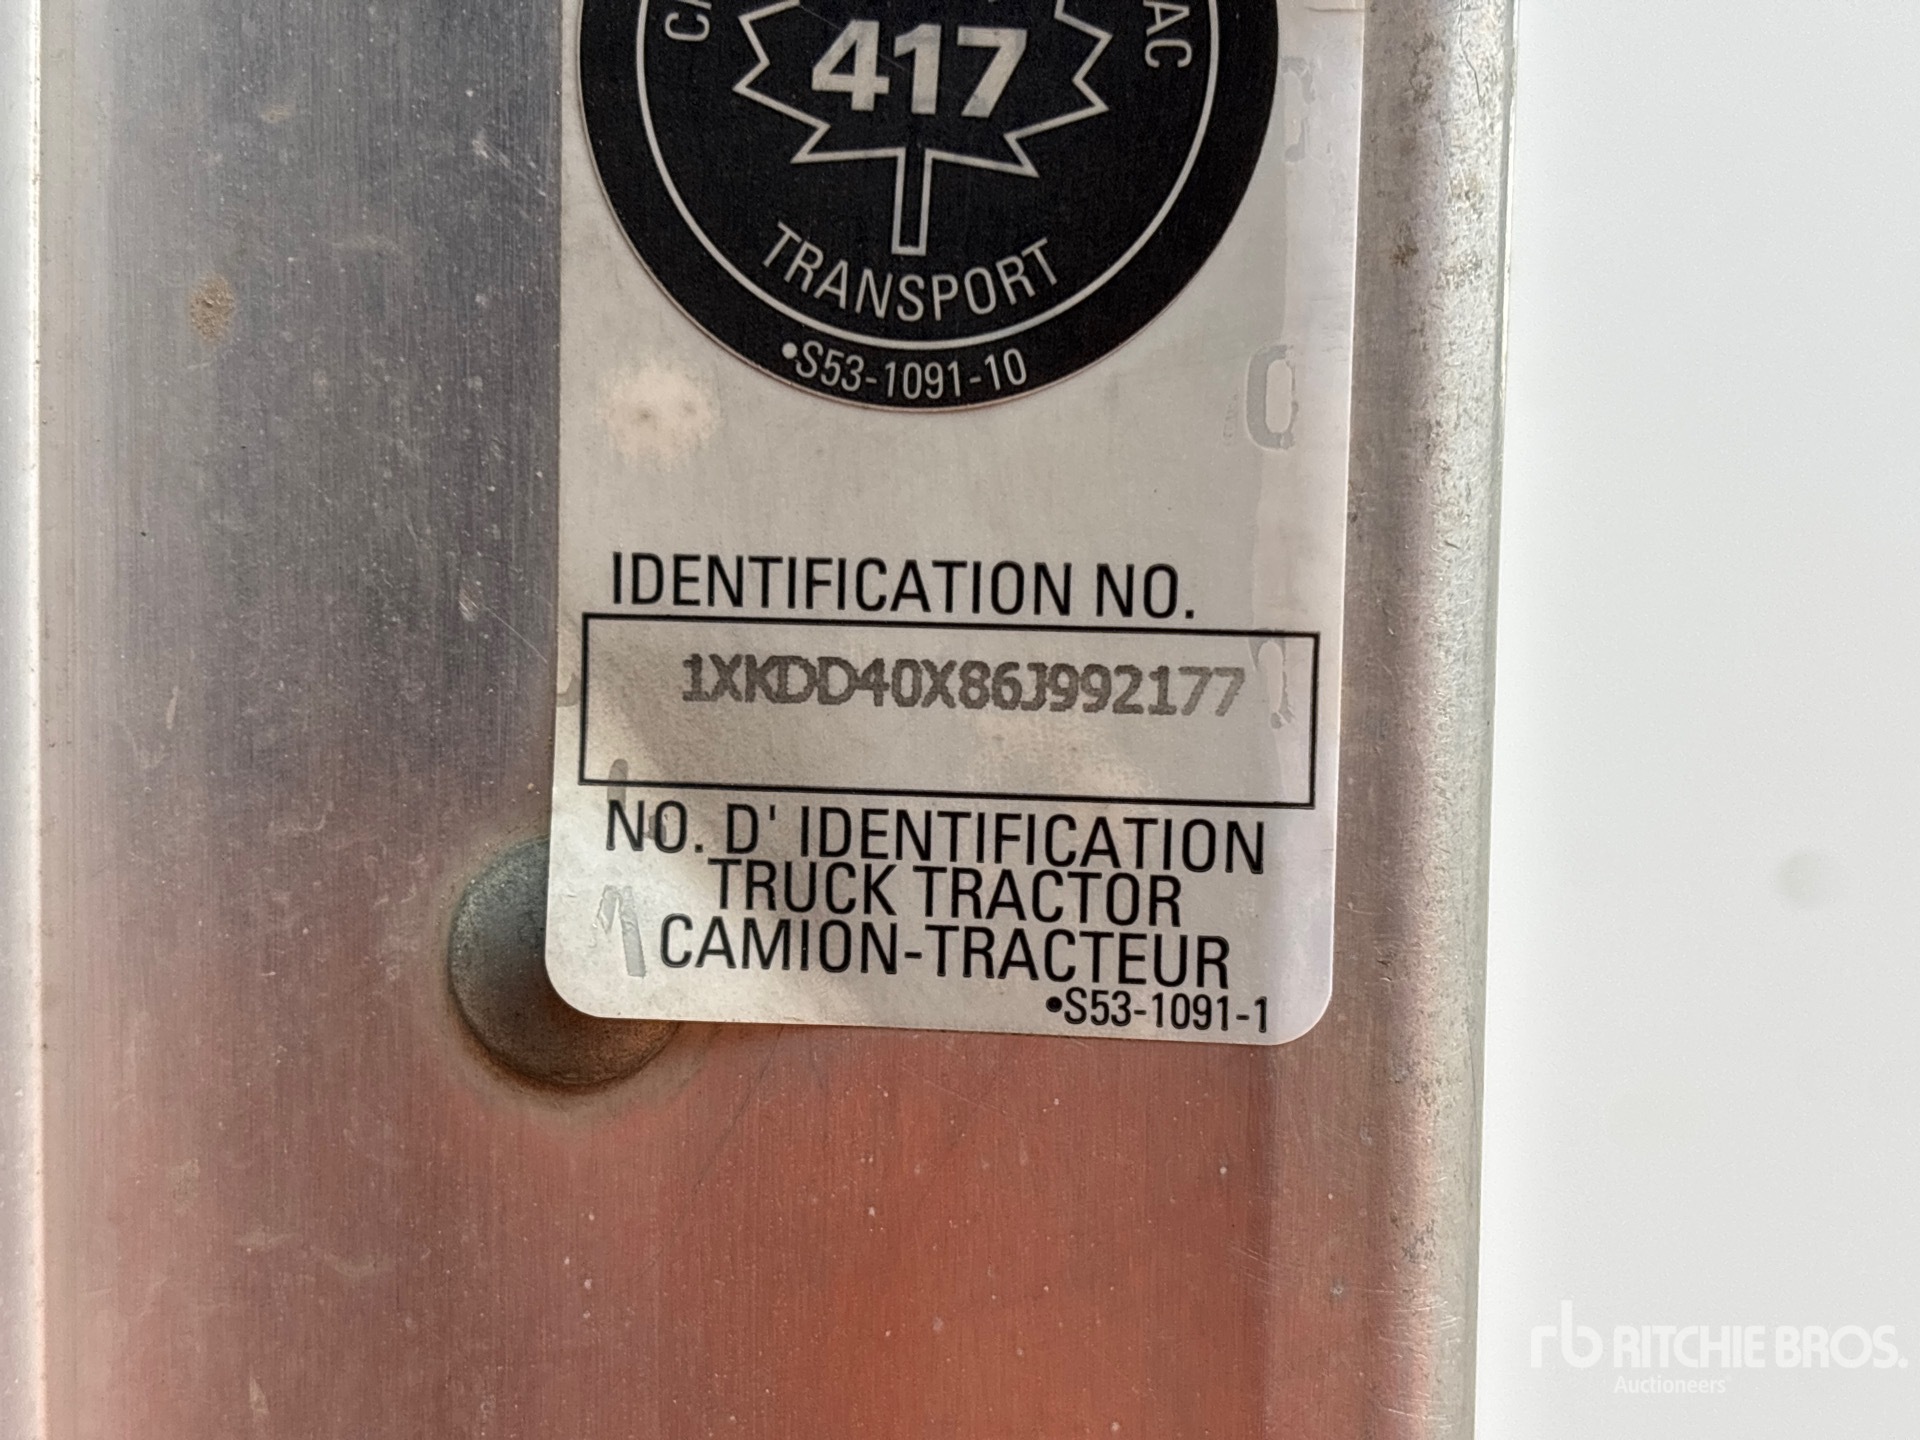 417
TRANSPORT
•S53-1091-10
IDENTIFICATION NO.
1XKDD40X86J992177
NO. D' IDENTIFICATION
TRUCK TRACTOR
CAMION-TRACTEUR
•S53-1091-1
rb RITCHIE BROS.
Auctioneers